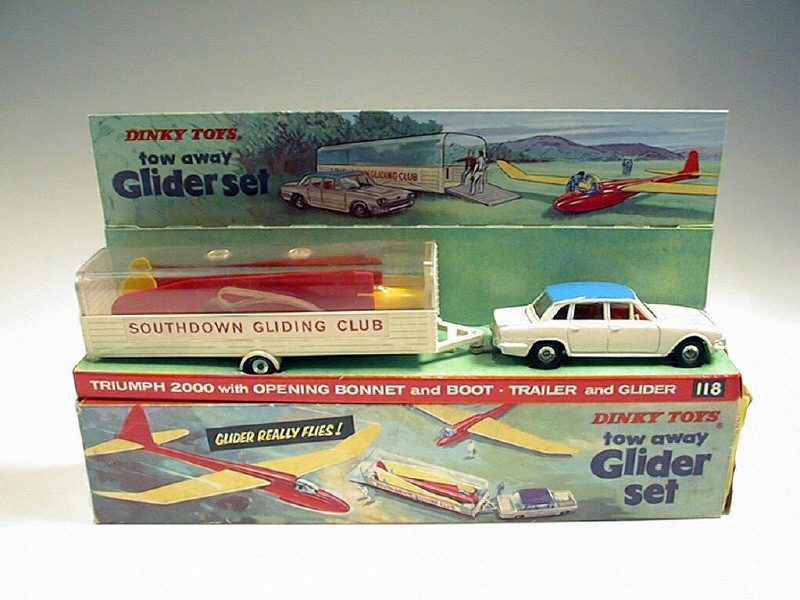 DINKY TOYS®
tow away
Glider set
GLIDING CLUB
SOUTHDOWN GLIDING CLUB
TRIUMPH 2000 with OPENING BONNET and BOOT · TRAILER and GLIDER 118
GLIDER REALLY FLIES!
DINKY TOYS®
tow away
Glider
set